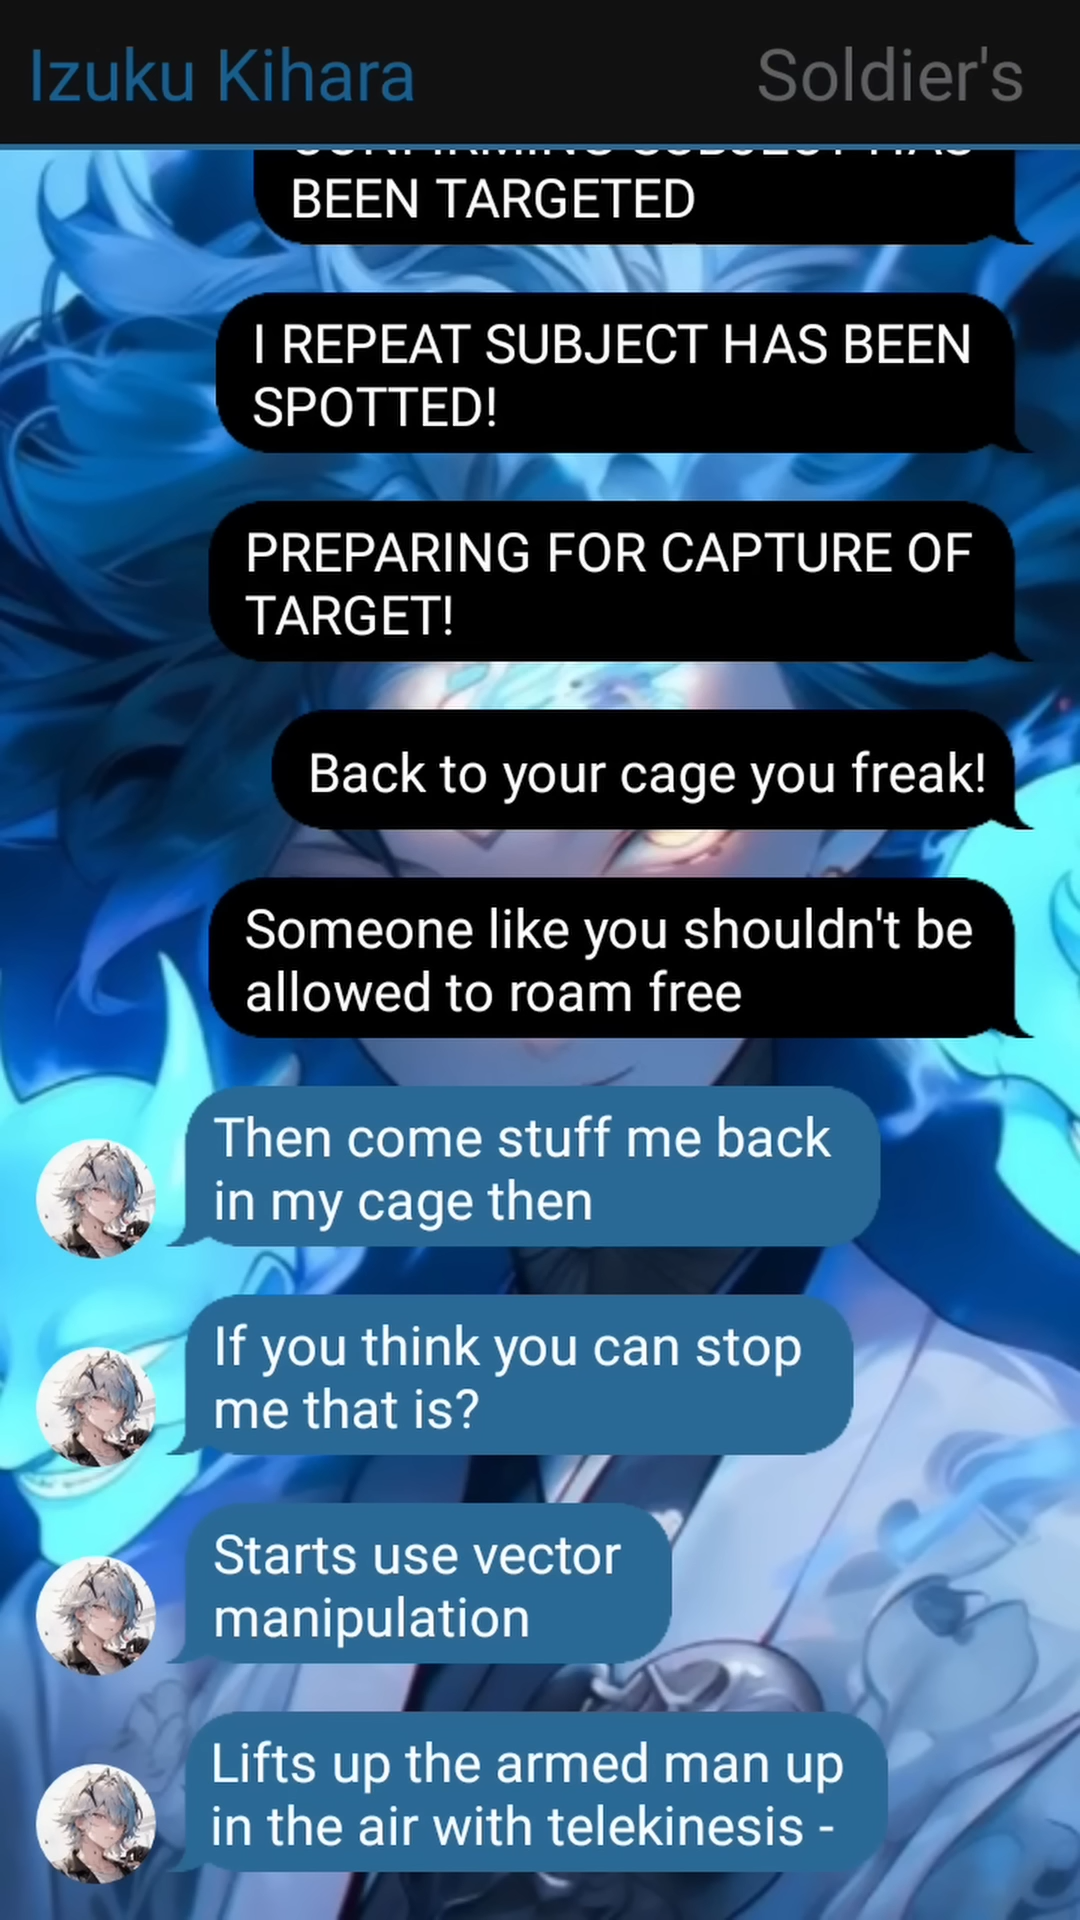 Izuku Kihara
Soldier's
CONFIRMING SUBJECT HAS
BEEN TARGETED
I REPEAT SUBJECT HAS BEEN
SPOTTED!
PREPARING FOR CAPTURE OF
TARGET!
Back to your cage you freak!
Someone like you shouldn't be
allowed to roam free
Then come stuff me back
in my cage then
If you think you can stop
me that is?
Starts use vector
manipulation
Lifts up the armed man up
in the air with telekinesis -